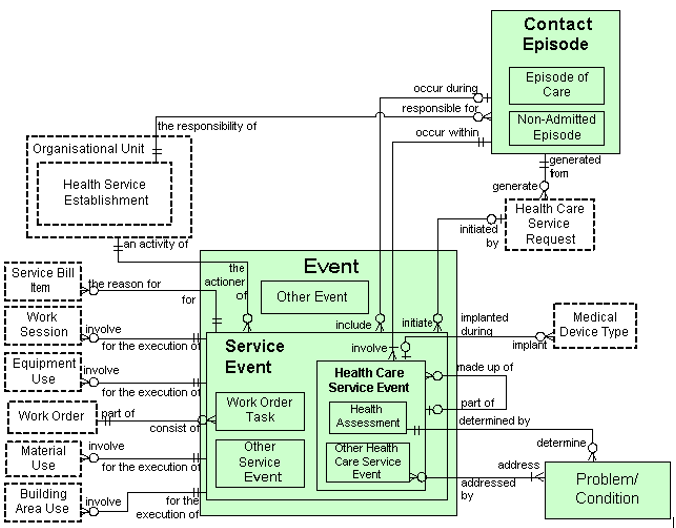 Contact
Episode
Episode of
Care
Non-Admitted
Episode
occur during
responsible for
the responsibility of
occur within
generated
from
generate
Organisational Unit
Health Service
Establishment
Health Care
Service
Request
initiated
by
an activity of
Event
Other Event
the
actioner
of
Service Bill
Item
the reason for
for
include
initiate
implanted
during
Medical
Device Type
implant
Work
Session
involve
for the execution of
Service
Event
involve
Health Care
Service Event
made up of
part of
Equipment
Use
involve
for the execution of
Work Order
Task
Health
Assessment
determined by
Work Order
part of
consist of
determine
Other
Service
Event
Other Health
Care Service
Event
address
addressed
by
Problem/
Condition
Material
Use
involve
for the execution of
Building
Area Use
involve
for the
execution of